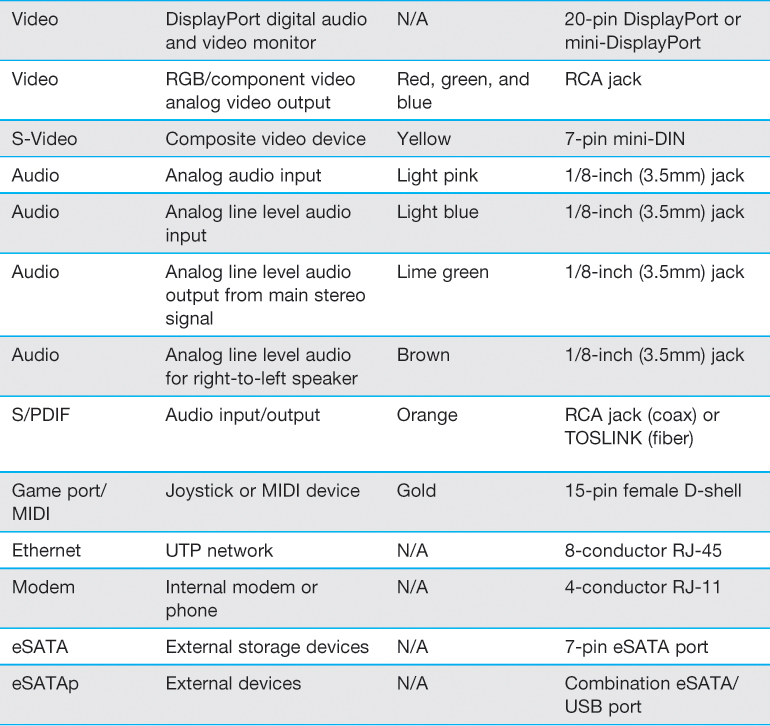 Video DisplayPort digital audio N/A 20-pin DisplayPort or
and video monitor mini-DisplayPort
Video RGB/component video Red, green, and RCA jack
analog video output blue
S-Video Composite video device Yellow 7-pin mini-DIN
Audio Analog audio input Light pink 1/8-inch (3.5mm) jack
Audio Analog line level audio Light blue 1/8-inch (3.5mm) jack
input
Audio Analog line level audio Lime green 1/8-inch (3.5mm) jack
output from main stereo
signal
Audio Analog line level audio Brown 1/8-inch (3.5mm) jack
for right-to-left speaker
S/PDIF Audio input/output Orange RCA jack (coax) or
TOSLINK (fiber)
Game port/ Joystick or MIDI device Gold 15-pin female D-shell
MIDI
Ethernet UTP network N/A 8-conductor RJ-45
Modem Internal modem or N/A 4-conductor RJ-11
phone
eSATA External storage devices N/A 7-pin eSATA port
eSATAp External devices N/A Combination eSATA/
USB port